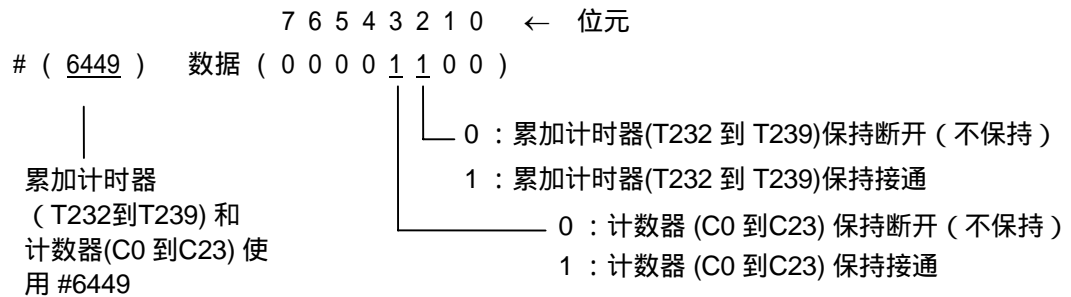 7 6 5 4 3 2 1 0 ← 位元
# ( 6449 ) 数据 ( 0 0 0 0 1 1 0 0 )
0 ：累加计时器(T232 到 T239)保持断开（不保持）
1 ：累加计时器(T232 到 T239)保持接通
累加计时器
（T232到T239) 和
计数器(C0 到C23) 使
用 #6449
0 ：计数器 (C0 到C23) 保持断开（不保持）
1 ：计数器 (C0 到C23) 保持接通